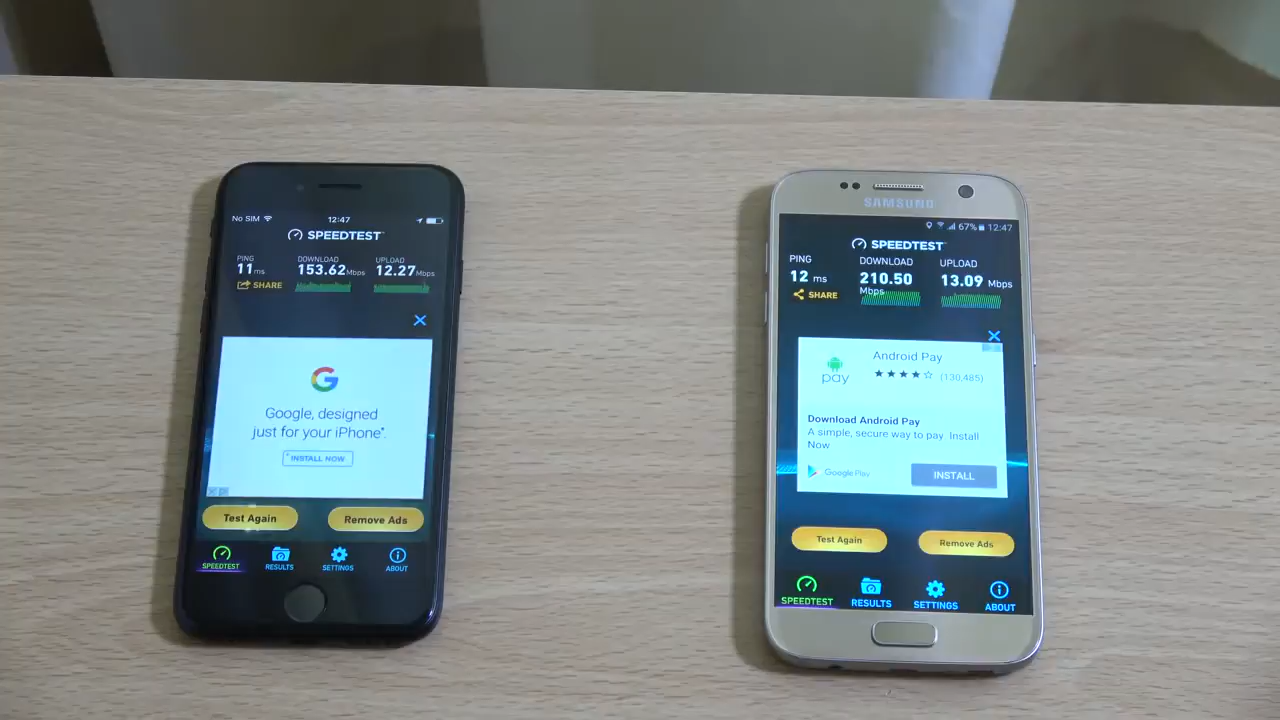 No SIM 12:47
SPEEDTEST
PING DOWNLOAD UPLOAD
11 ms 153.62 Mbps 12.27 Mbps
SHARE
Google, designed
just for your iPhone*.
* INSTALL NOW
Test Again Remove Ads
SPEEDTEST RESULTS SETTINGS ABOUT
SAMSUNG
67% 12:47
SPEEDTEST
PING DOWNLOAD UPLOAD
12 ms 210.50 Mbps 13.09 Mbps
SHARE
Android Pay
pay (130,485)
Download Android Pay
A simple, secure way to pay. Install
Now
Google Play INSTALL
Test Again Remove Ads
SPEEDTEST RESULTS SETTINGS ABOUT